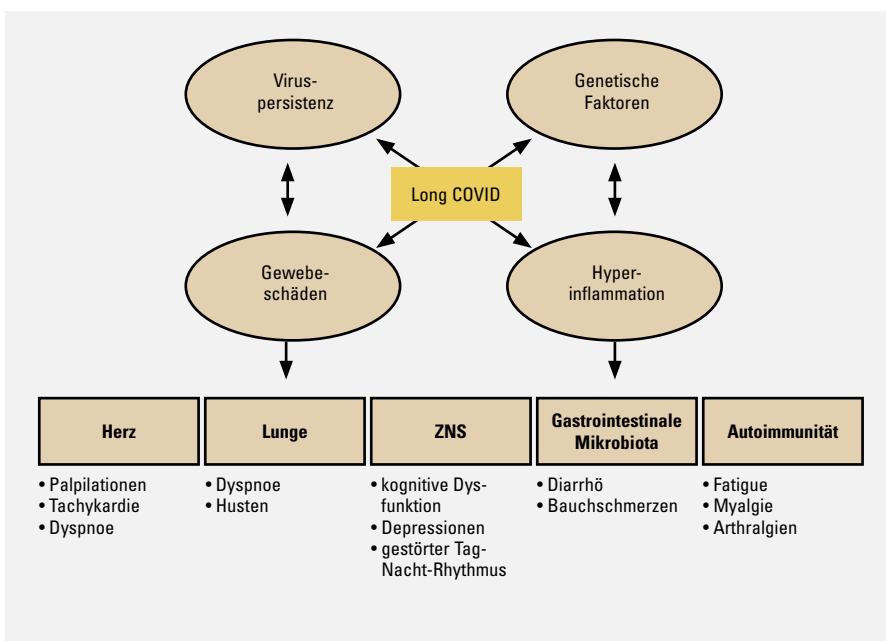 Virus-
persistenz
Genetische
Faktoren
Long COVID
Gewebe-
schäden
Hyper-
inflammation
Herz
• Palpilationen
• Tachykardie
• Dyspnoe
Lunge
• Dyspnoe
• Husten
ZNS
• kognitive Dys-
funktion
• Depressionen
• gestörter Tag-
Nacht-Rhythmus
Gastrointestinale
Mikrobiota
• Diarrhö
• Bauchschmerzen
Autoimmunität
• Fatigue
• Myalgie
• Arthralgien